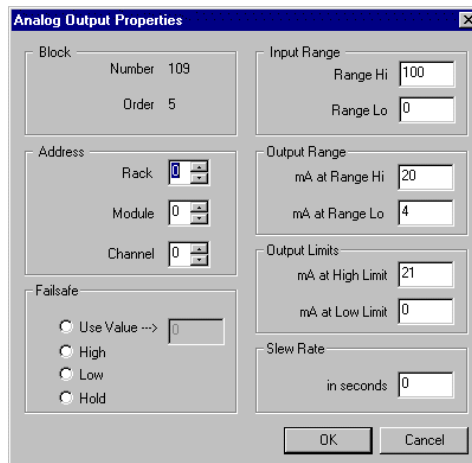 Analog Output Properties
Block
Number 109
Order 5
Address
Rack 0
Module 0
Channel 0
Failsafe
Use Value ---> 0
High
Low
Hold
Input Range
Range Hi 100
Range Lo 0
Output Range
mA at Range Hi 20
mA at Range Lo 4
Output Limits
mA at High Limit 21
mA at Low Limit 0
Slew Rate
in seconds 0
OK
Cancel